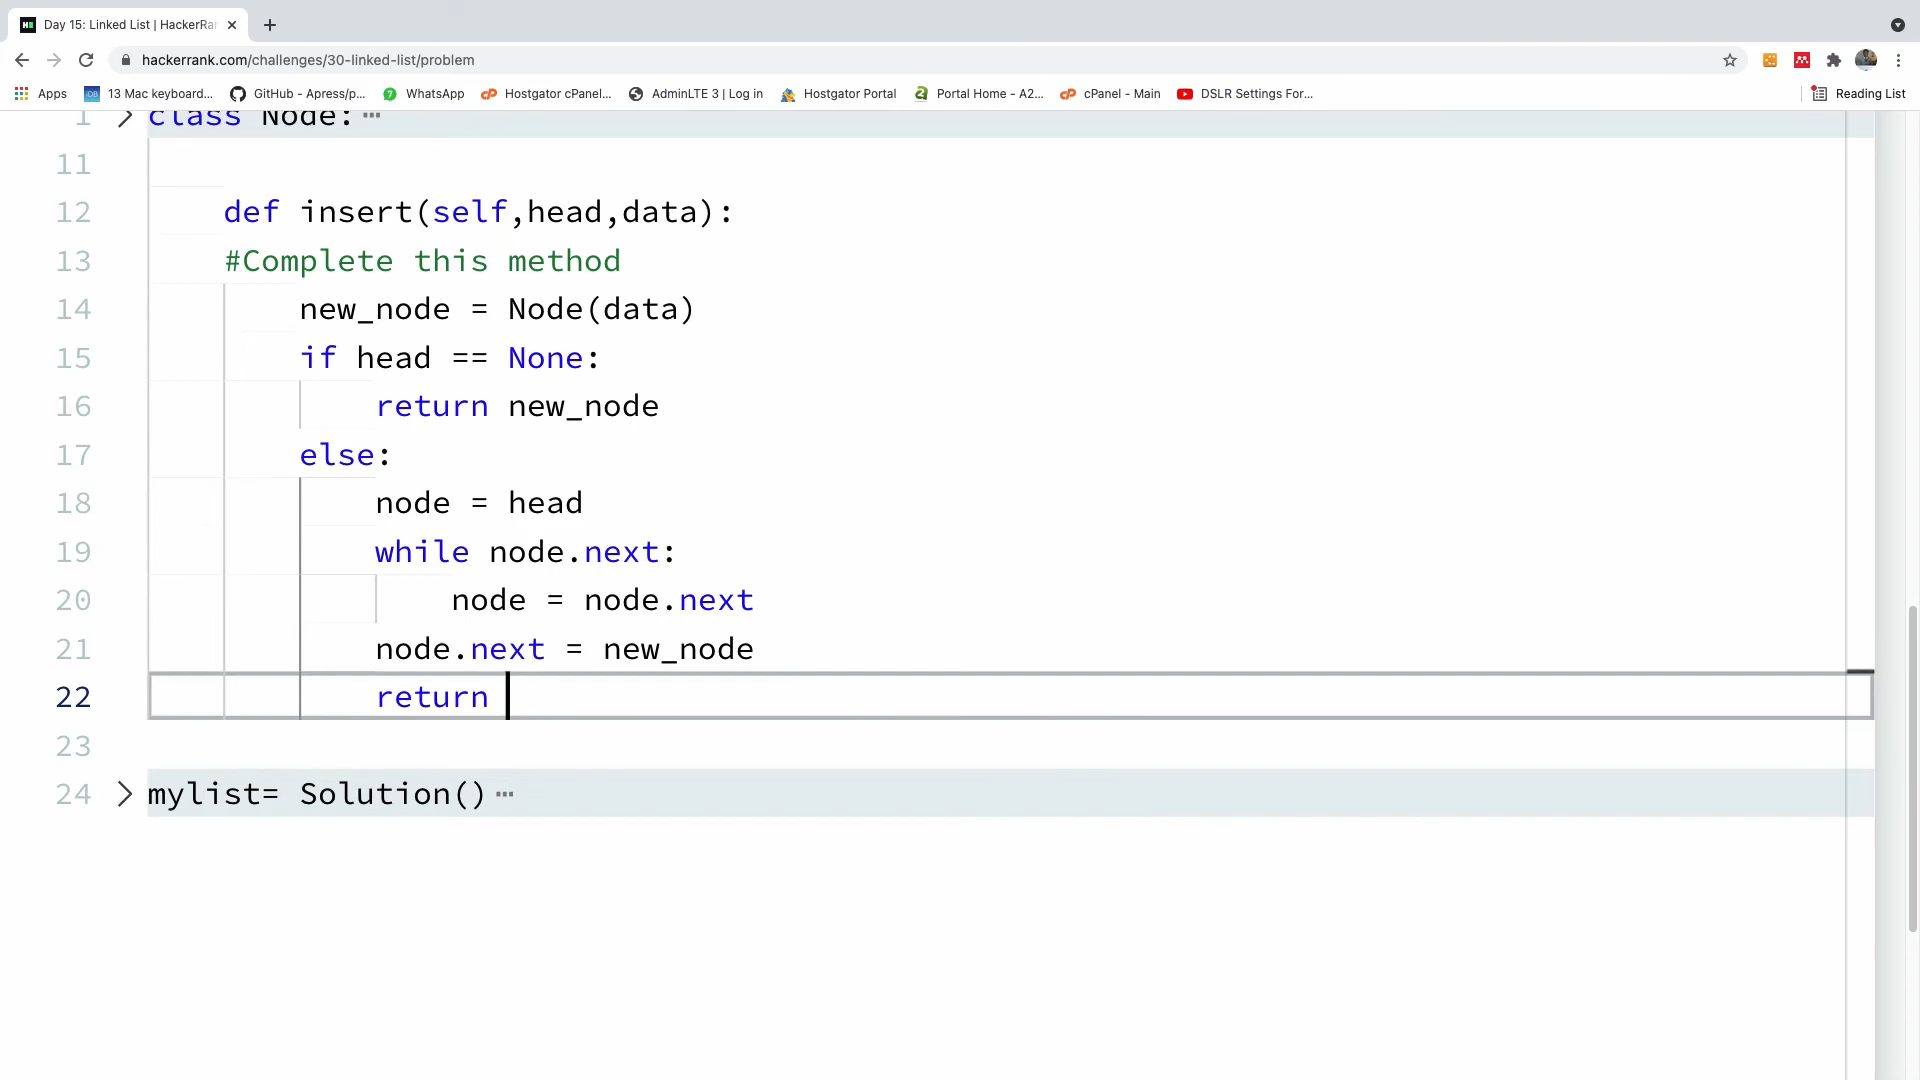 Day 15: Linked List | HackerRan
hackerrank.com/challenges/30-linked-list/problem
Apps 13 Mac keyboard... GitHub - Apress/p... WhatsApp Hostgator cPanel... AdminLTE 3 | Log in Hostgator Portal Portal Home - A2... cPanel - Main DSLR Settings For... Reading List
1 class Node:
11
12 def insert(self,head,data):
13 #Complete this method
14 new_node = Node(data)
15 if head == None:
16 return new_node
17 else:
18 node = head
19 while node.next:
20 node = node.next
21 node.next = new_node
22 return
23
24 mylist= Solution()